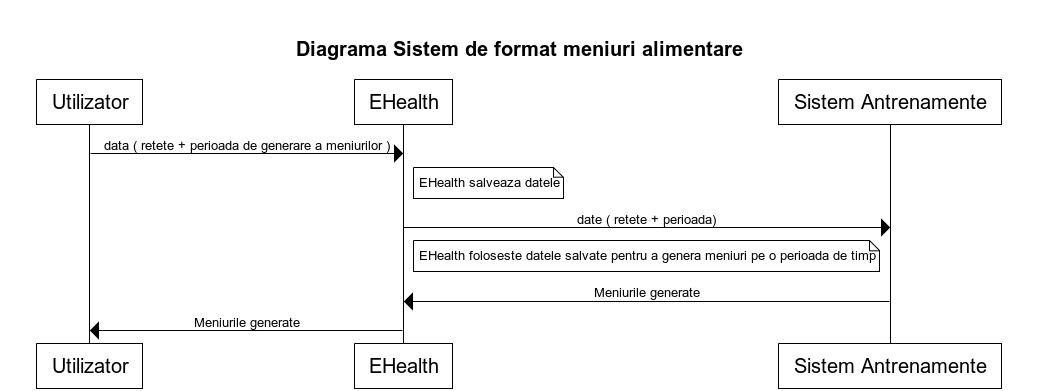 Diagrama Sistem de format meniuri alimentare
Utilizator
EHealth
Sistem Antrenamente
data ( retete + perioada de generare a meniurilor )
EHealth salveaza datele
date ( retete + perioada)
EHealth foloseste datele salvate pentru a genera meniuri pe o perioada de timp
Meniurile generate
Meniurile generate
Utilizator
EHealth
Sistem Antrenamente